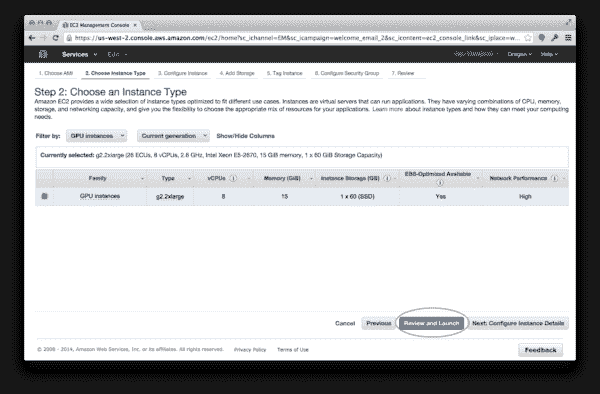 EC2 Management Console
https://us-west-2.console.aws.amazon.com/ec2/home?sc_ichannel=EM&sc_icampaign=welcome_email_2&sc_icontent=ec2_console_link&sc_iplace=w...
Services Edit Oregon Help
1. Choose AMI 2. Choose Instance Type 3. Configure Instance 4. Add Storage 5. Tag Instance 6. Configure Security Group 7. Review
Step 2: Choose an Instance Type
Amazon EC2 provides a wide selection of instance types optimized to fit different use cases. Instances are virtual servers that can run applications. They have varying combinations of CPU, memory,
storage, and networking capacity, and give you the flexibility to choose the appropriate mix of resources for your applications. Learn more about instance types and how they can meet your computing
needs.
Filter by: GPU instances Current generation Show/Hide Columns
Currently selected: g2.2xlarge (26 ECUs, 8 vCPUs, 2.6 GHz, Intel Xeon E5-2670, 15 GiB memory, 1 x 60 GiB Storage Capacity)
Family Type vCPUs Memory (GiB) Instance Storage (GB) EBS-Optimized Available Network Performance
GPU instances g2.2xlarge 8 15 1 x 60 (SSD) Yes High
Cancel Previous Review and Launch Next: Configure Instance Details
© 2008 - 2014, Amazon Web Services, Inc. or its affiliates. All rights reserved. Privacy Policy Terms of Use Feedback